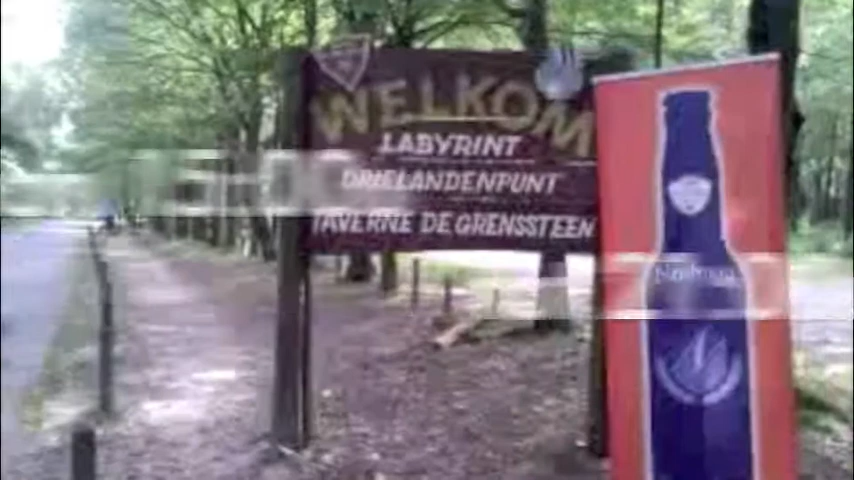 WELKOM
LABYRINT
DRIELANDENPUNT
TAVERNE DE GRENSSTEEN